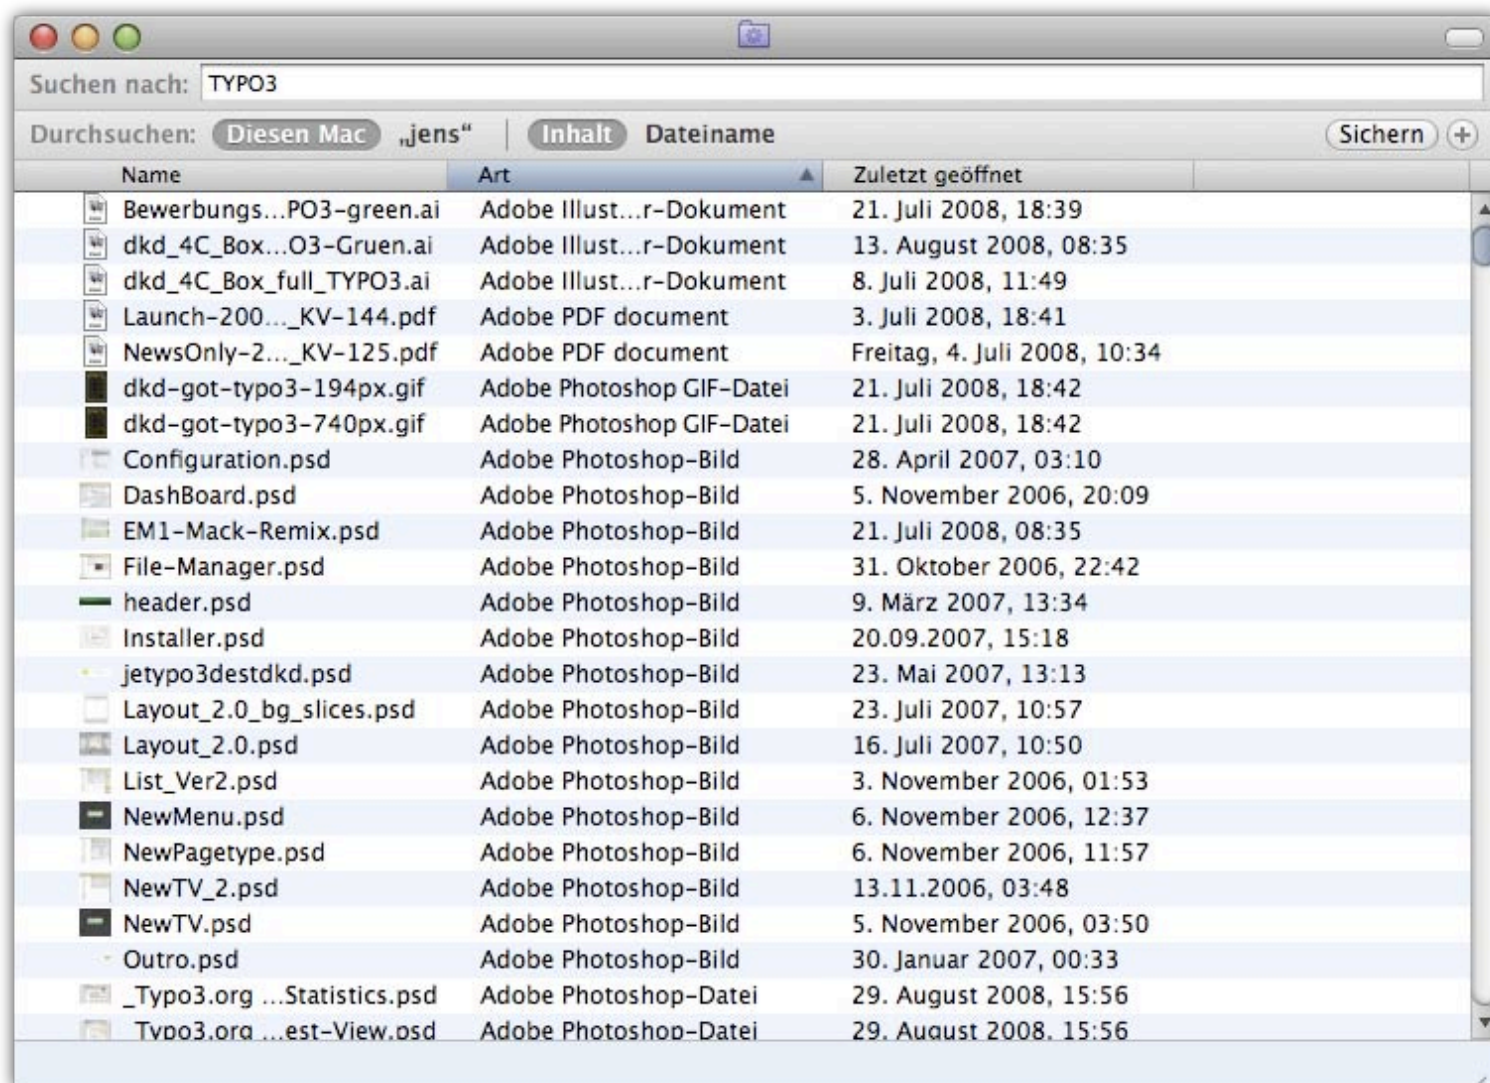 Suchen nach: TYPO3
Durchsuchen: Diesen Mac „jens“ Inhalt Dateiname Sichern
Name Art Zuletzt geöffnet
Bewerbungs...PO3-green.ai Adobe Illust...r-Dokument 21. Juli 2008, 18:39
dkd_4C_Box...O3-Gruen.ai Adobe Illust...r-Dokument 13. August 2008, 08:35
dkd_4C_Box_full_TYPO3.ai Adobe Illust...r-Dokument 8. Juli 2008, 11:49
Launch-200..._KV-144.pdf Adobe PDF document 3. Juli 2008, 18:41
NewsOnly-2..._KV-125.pdf Adobe PDF document Freitag, 4. Juli 2008, 10:34
dkd-got-typo3-194px.gif Adobe Photoshop GIF-Datei 21. Juli 2008, 18:42
dkd-got-typo3-740px.gif Adobe Photoshop GIF-Datei 21. Juli 2008, 18:42
Configuration.psd Adobe Photoshop-Bild 28. April 2007, 03:10
DashBoard.psd Adobe Photoshop-Bild 5. November 2006, 20:09
EM1-Mack-Remix.psd Adobe Photoshop-Bild 21. Juli 2008, 08:35
File-Manager.psd Adobe Photoshop-Bild 31. Oktober 2006, 22:42
header.psd Adobe Photoshop-Bild 9. März 2007, 13:34
Installer.psd Adobe Photoshop-Bild 20.09.2007, 15:18
jetypo3destdkd.psd Adobe Photoshop-Bild 23. Mai 2007, 13:13
Layout_2.0_bg_slices.psd Adobe Photoshop-Bild 23. Juli 2007, 10:57
Layout_2.0.psd Adobe Photoshop-Bild 16. Juli 2007, 10:50
List_Ver2.psd Adobe Photoshop-Bild 3. November 2006, 01:53
NewMenu.psd Adobe Photoshop-Bild 6. November 2006, 12:37
NewPagetype.psd Adobe Photoshop-Bild 6. November 2006, 11:57
NewTV_2.psd Adobe Photoshop-Bild 13.11.2006, 03:48
NewTV.psd Adobe Photoshop-Bild 5. November 2006, 03:50
Outro.psd Adobe Photoshop-Bild 30. Januar 2007, 00:33
_Typo3.org ...Statistics.psd Adobe Photoshop-Datei 29. August 2008, 15:56
_Typo3.org ...est-View.psd Adobe Photoshop-Datei 29. August 2008, 15:56